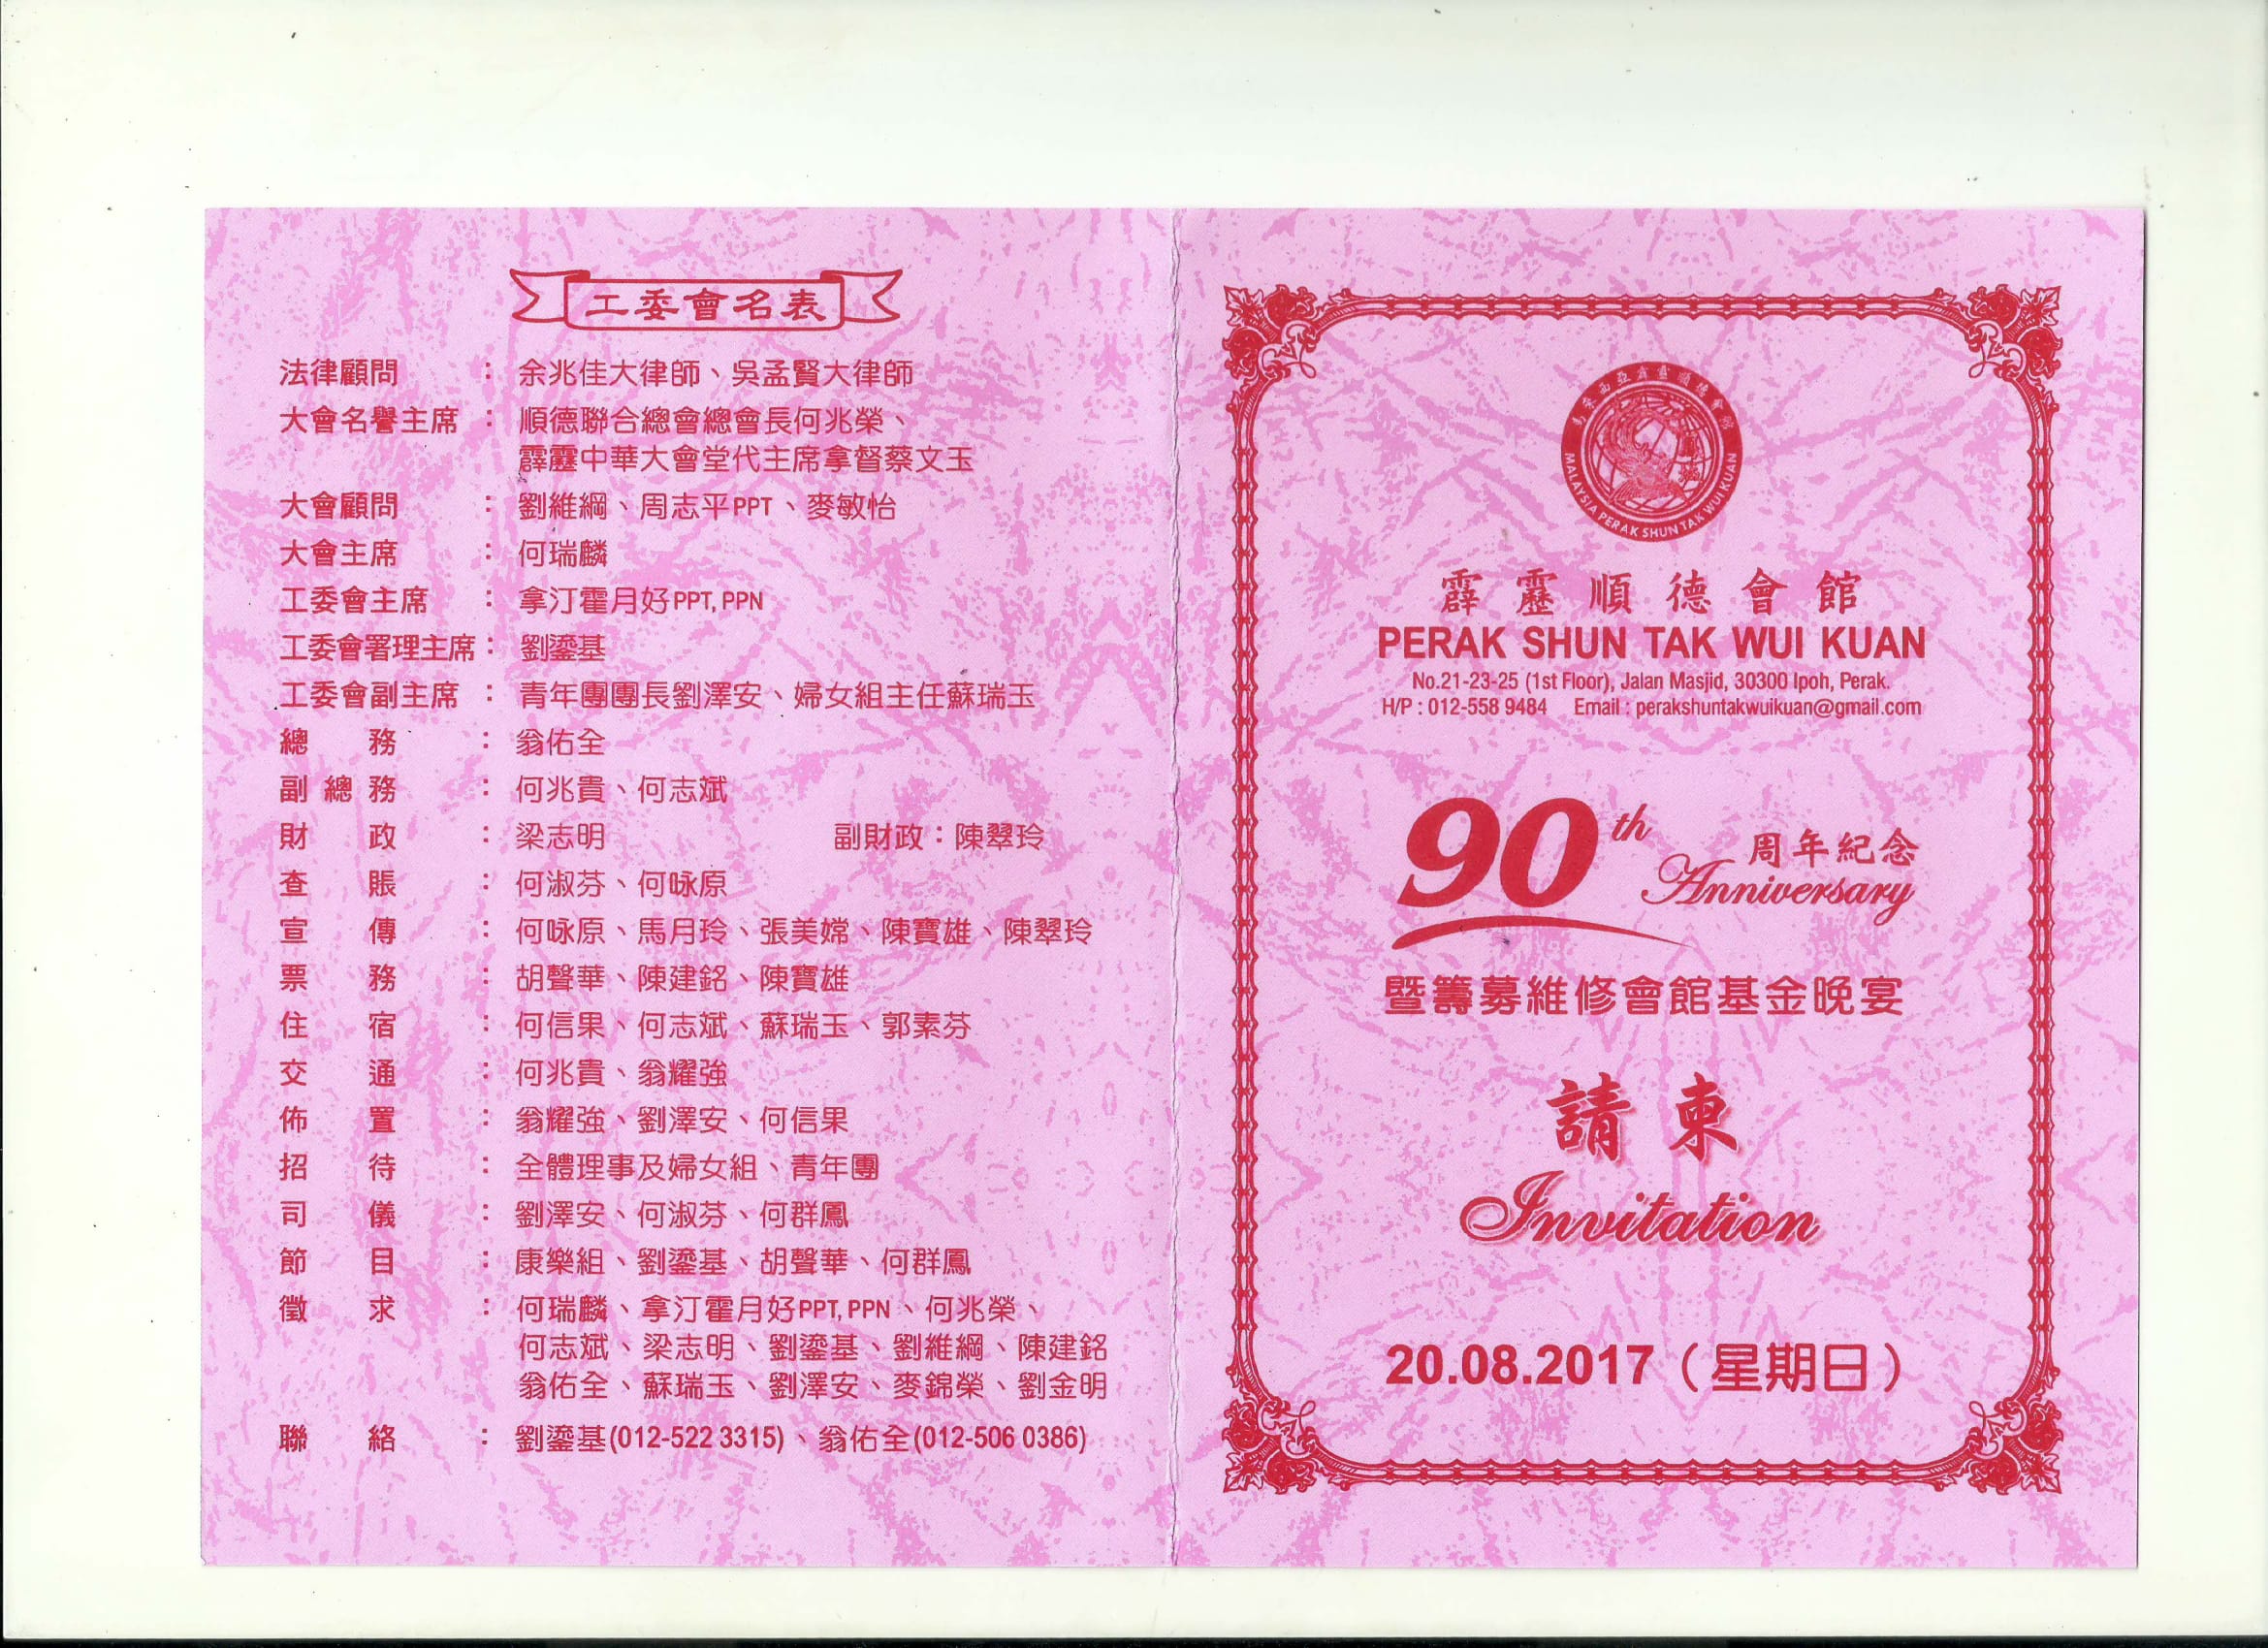 工委會名表
法律顧問 : 余兆佳大律師、吳孟賢大律師
大會名譽主席 : 順德聯合總會總會長何兆榮、
霹靂中華大會堂代主席拿督蔡文玉
大會顧問 : 劉維綱、周志平PPT、麥敏怡
大會主席 : 何瑞麟
工委會主席 : 拿汀霍月好PPT, PPN
工委會署理主席 : 劉鎏基
工委會副主席 : 青年團團長劉澤安、婦女組主任蘇瑞玉
總務 : 翁佑全
副總務 : 何兆貴、何志斌
財政 : 梁志明 副財政：陳翠玲
查賬 : 何淑芬、何咏原
宣傳 : 何咏原、馬月玲、張美嫦、陳寶雄、陳翠玲
票務 : 胡聲華、陳建銘、陳寶雄
住宿 : 何信果、何志斌、蘇瑞玉、郭素芬
交通 : 何兆貴、翁耀強
佈置 : 翁耀強、劉澤安、何信果
招待 : 全體理事及婦女組、青年團
司儀 : 劉澤安、何淑芬、何群鳳
節目 : 康樂組、劉鎏基、胡聲華、何群鳳
徵求 : 何瑞麟、拿汀霍月好PPT, PPN、何兆榮、
何志斌、梁志明、劉鎏基、劉維綱、陳建銘
翁佑全、蘇瑞玉、劉澤安、麥錦榮、劉金明
聯絡 : 劉鎏基(012-522 3315)、翁佑全(012-506 0386)
馬來西亞霹靂順德會館
MALAYSIA PERAK SHUN TAK WUI KUAN
霹靂順德會館
PERAK SHUN TAK WUI KUAN
No.21-23-25 (1st Floor), Jalan Masjid, 30300 Ipoh, Perak.
H/P : 012-558 9484 Email : perakshuntakwuikuan@gmail.com
90th 周年紀念
Anniversary
暨籌募維修會館基金晚宴
請柬
Invitation
20.08.2017（星期日）